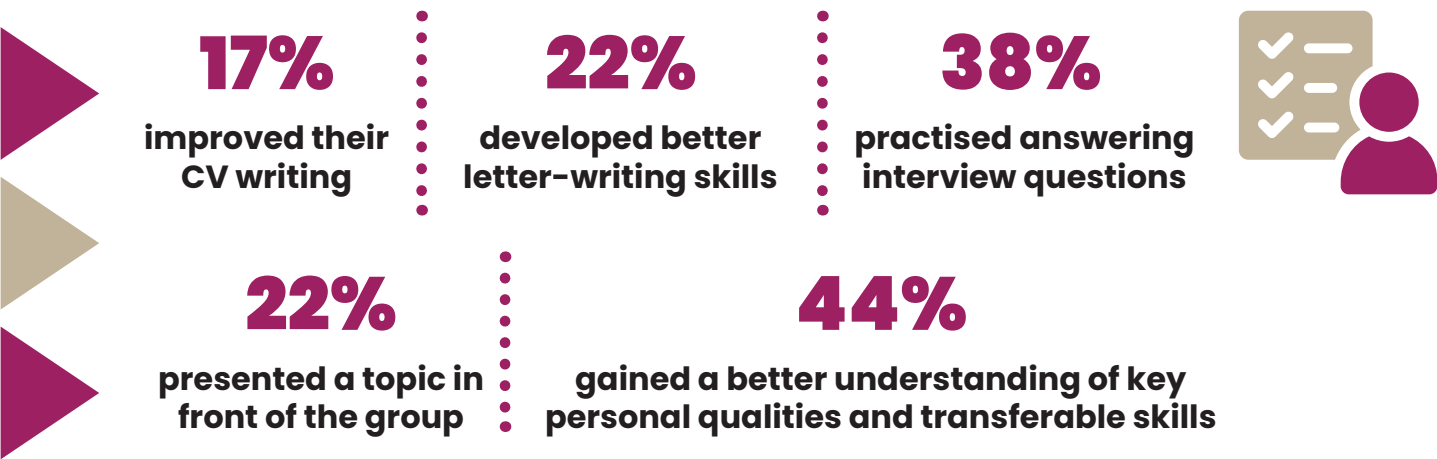 17%
improved their
CV writing
22%
developed better
letter-writing skills
38%
practised answering
interview questions
22%
presented a topic in
front of the group
44%
gained a better understanding of key
personal qualities and transferable skills